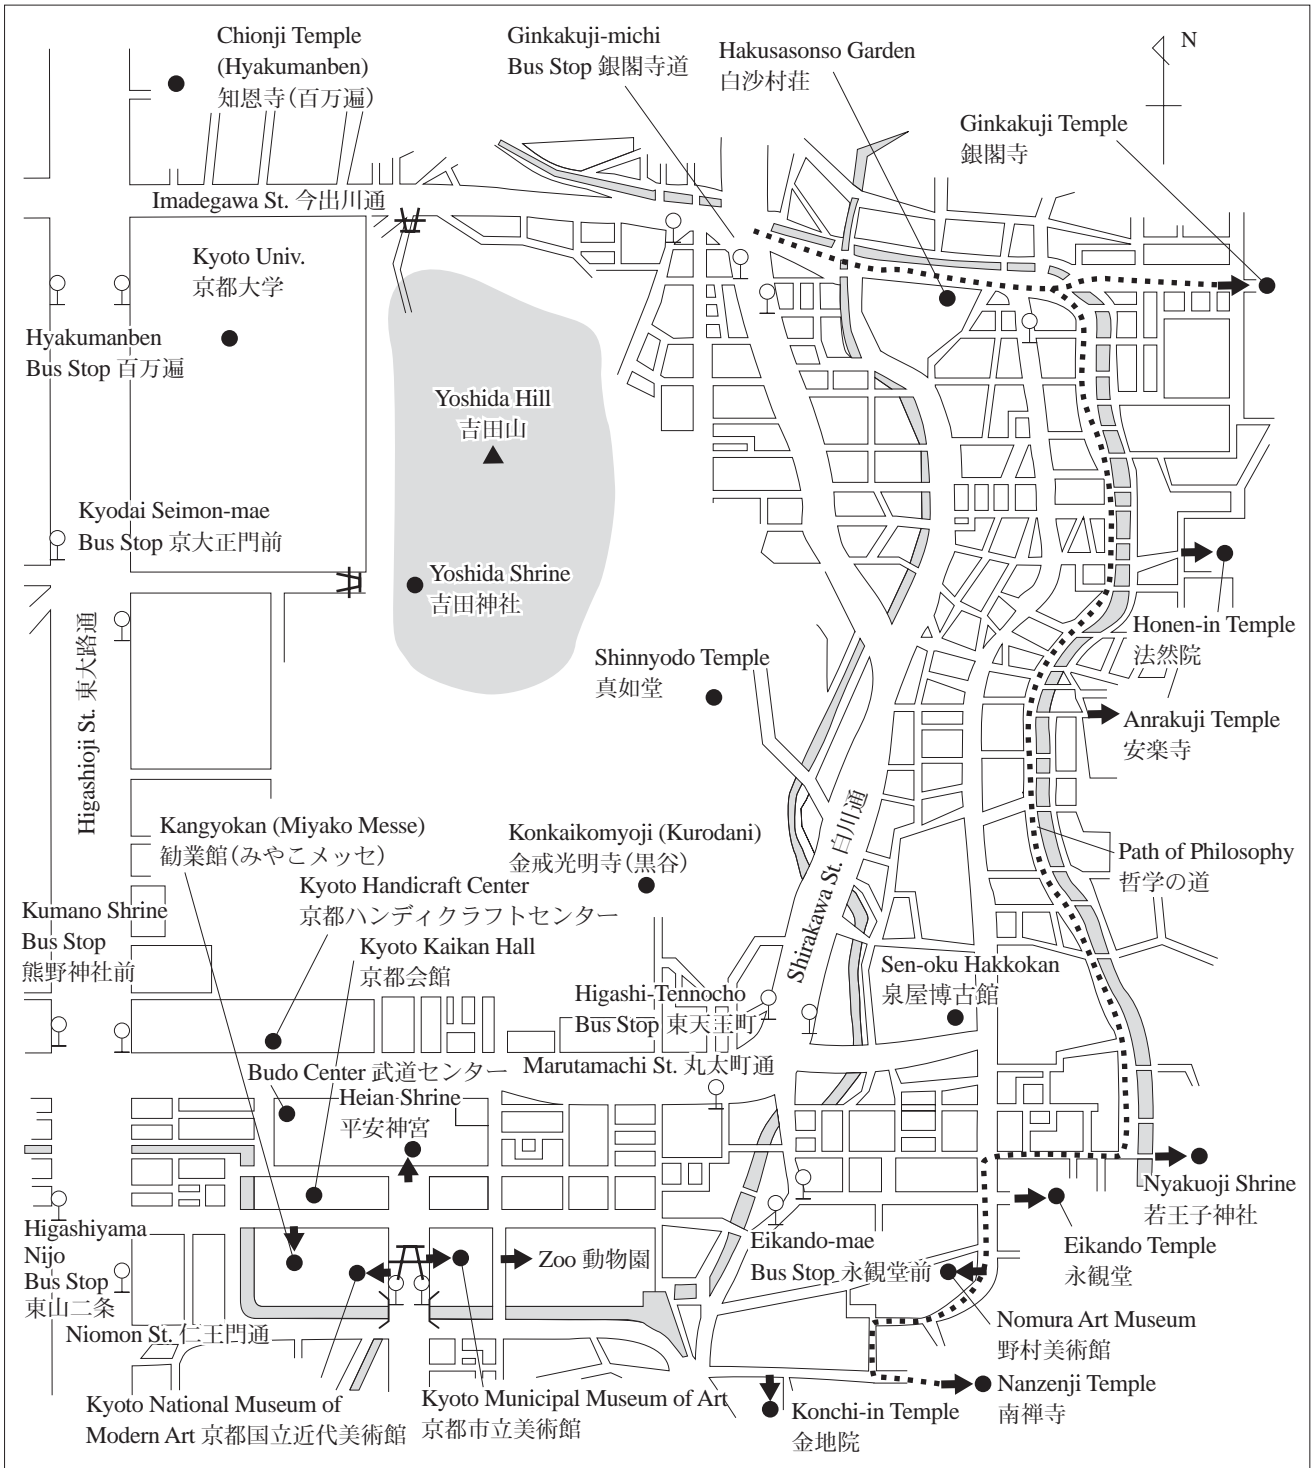 Chionji Temple
(Hyakumanben)
知恩寺(百万遍)
Ginkakuji-michi
Bus Stop 銀閣寺道
Hakusasonso Garden
白沙村荘
N
Ginkakuji Temple
銀閣寺
Imadegawa St. 今出川通
Kyoto Univ.
京都大学
Hyakumanben
Bus Stop 百万遍
Yoshida Hill
吉田山
Kyodai Seimon-mae
Bus Stop 京大正門前
Yoshida Shrine
吉田神社
Higashioji St. 東大路通
Honen-in Temple
法然院
Shinnyodo Temple
真如堂
Anrakuji Temple
安楽寺
Kangyokan (Miyako Messe)
勧業館(みやこメッセ)
Konkaikomyoji (Kurodani)
金戒光明寺(黒谷)
Shirakawa St. 白川通
Path of Philosophy
哲学の道
Kyoto Handicraft Center
京都ハンディクラフトセンター
Kumano Shrine
Bus Stop
熊野神社前
Kyoto Kaikan Hall
京都会館
Sen-oku Hakkokan
泉屋博古館
Higashi-Tennocho
Bus Stop 東天王町
Marutamachi St. 丸太町通
Budo Center 武道センター
Heian Shrine
平安神宮
Nyakuoji Shrine
若王子神社
Higashiyama
Nijo
Bus Stop
東山二条
Zoo 動物園
Eikando-mae
Bus Stop 永観堂前
Eikando Temple
永観堂
Niomon St. 仁王門通
Nomura Art Museum
野村美術館
Kyoto National Museum of
Modern Art 京都国立近代美術館
Kyoto Municipal Museum of Art
京都市立美術館
Konchi-in Temple
金地院
Nanzenji Temple
南禅寺